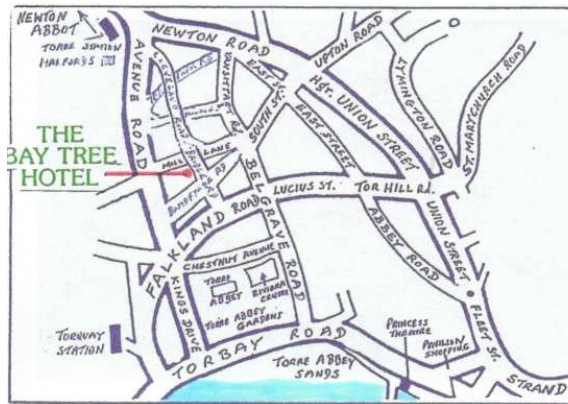 NEWTON
ABBOT
TORRE STATION
HALFORDS
AVENUE ROAD
NEWTON ROAD
UPTON ROAD
ST. MARYCHURCH ROAD
EAST ST.
SOUTH ST.
HGR. UNION STREET
EAST STREET
THE
BAY TREE
HOTEL
MILL LANE
BELGRAVE ROAD
LUCIUS ST.
TOR HILL RD.
UNION STREET
ABBEY ROAD
FALKLAND ROAD
CHESTNUT AVENUE
TORRE
ABBEY
RIVIERA
CENTRE
KINGS DRIVE
TORRE ABBEY
GARDENS
TORQUAY
STATION
TORBAY ROAD
TORRE ABBEY
SANDS
PRINCESS
THEATRE
PAVILION
SHOPPING
FLEET ST.
STRAND